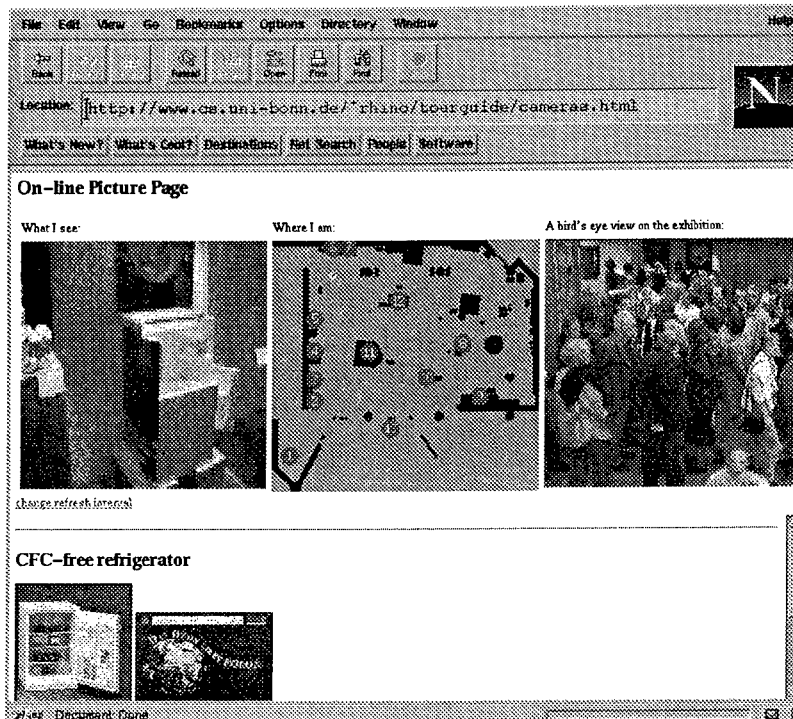 File Edit View Go Bookmarks Options Directory Window Help
Back Reload Open Print Find
Location: http://www.cs.uni-bonn.de/~rhino/tourguide/cameras.html
N
What's New? What's Cool? Destinations Net Search People Software
On-line Picture Page
What I see: Where I am: A bird's eye view on the exhibition:
change refresh interval
CFC-free refrigerator
Document: Done